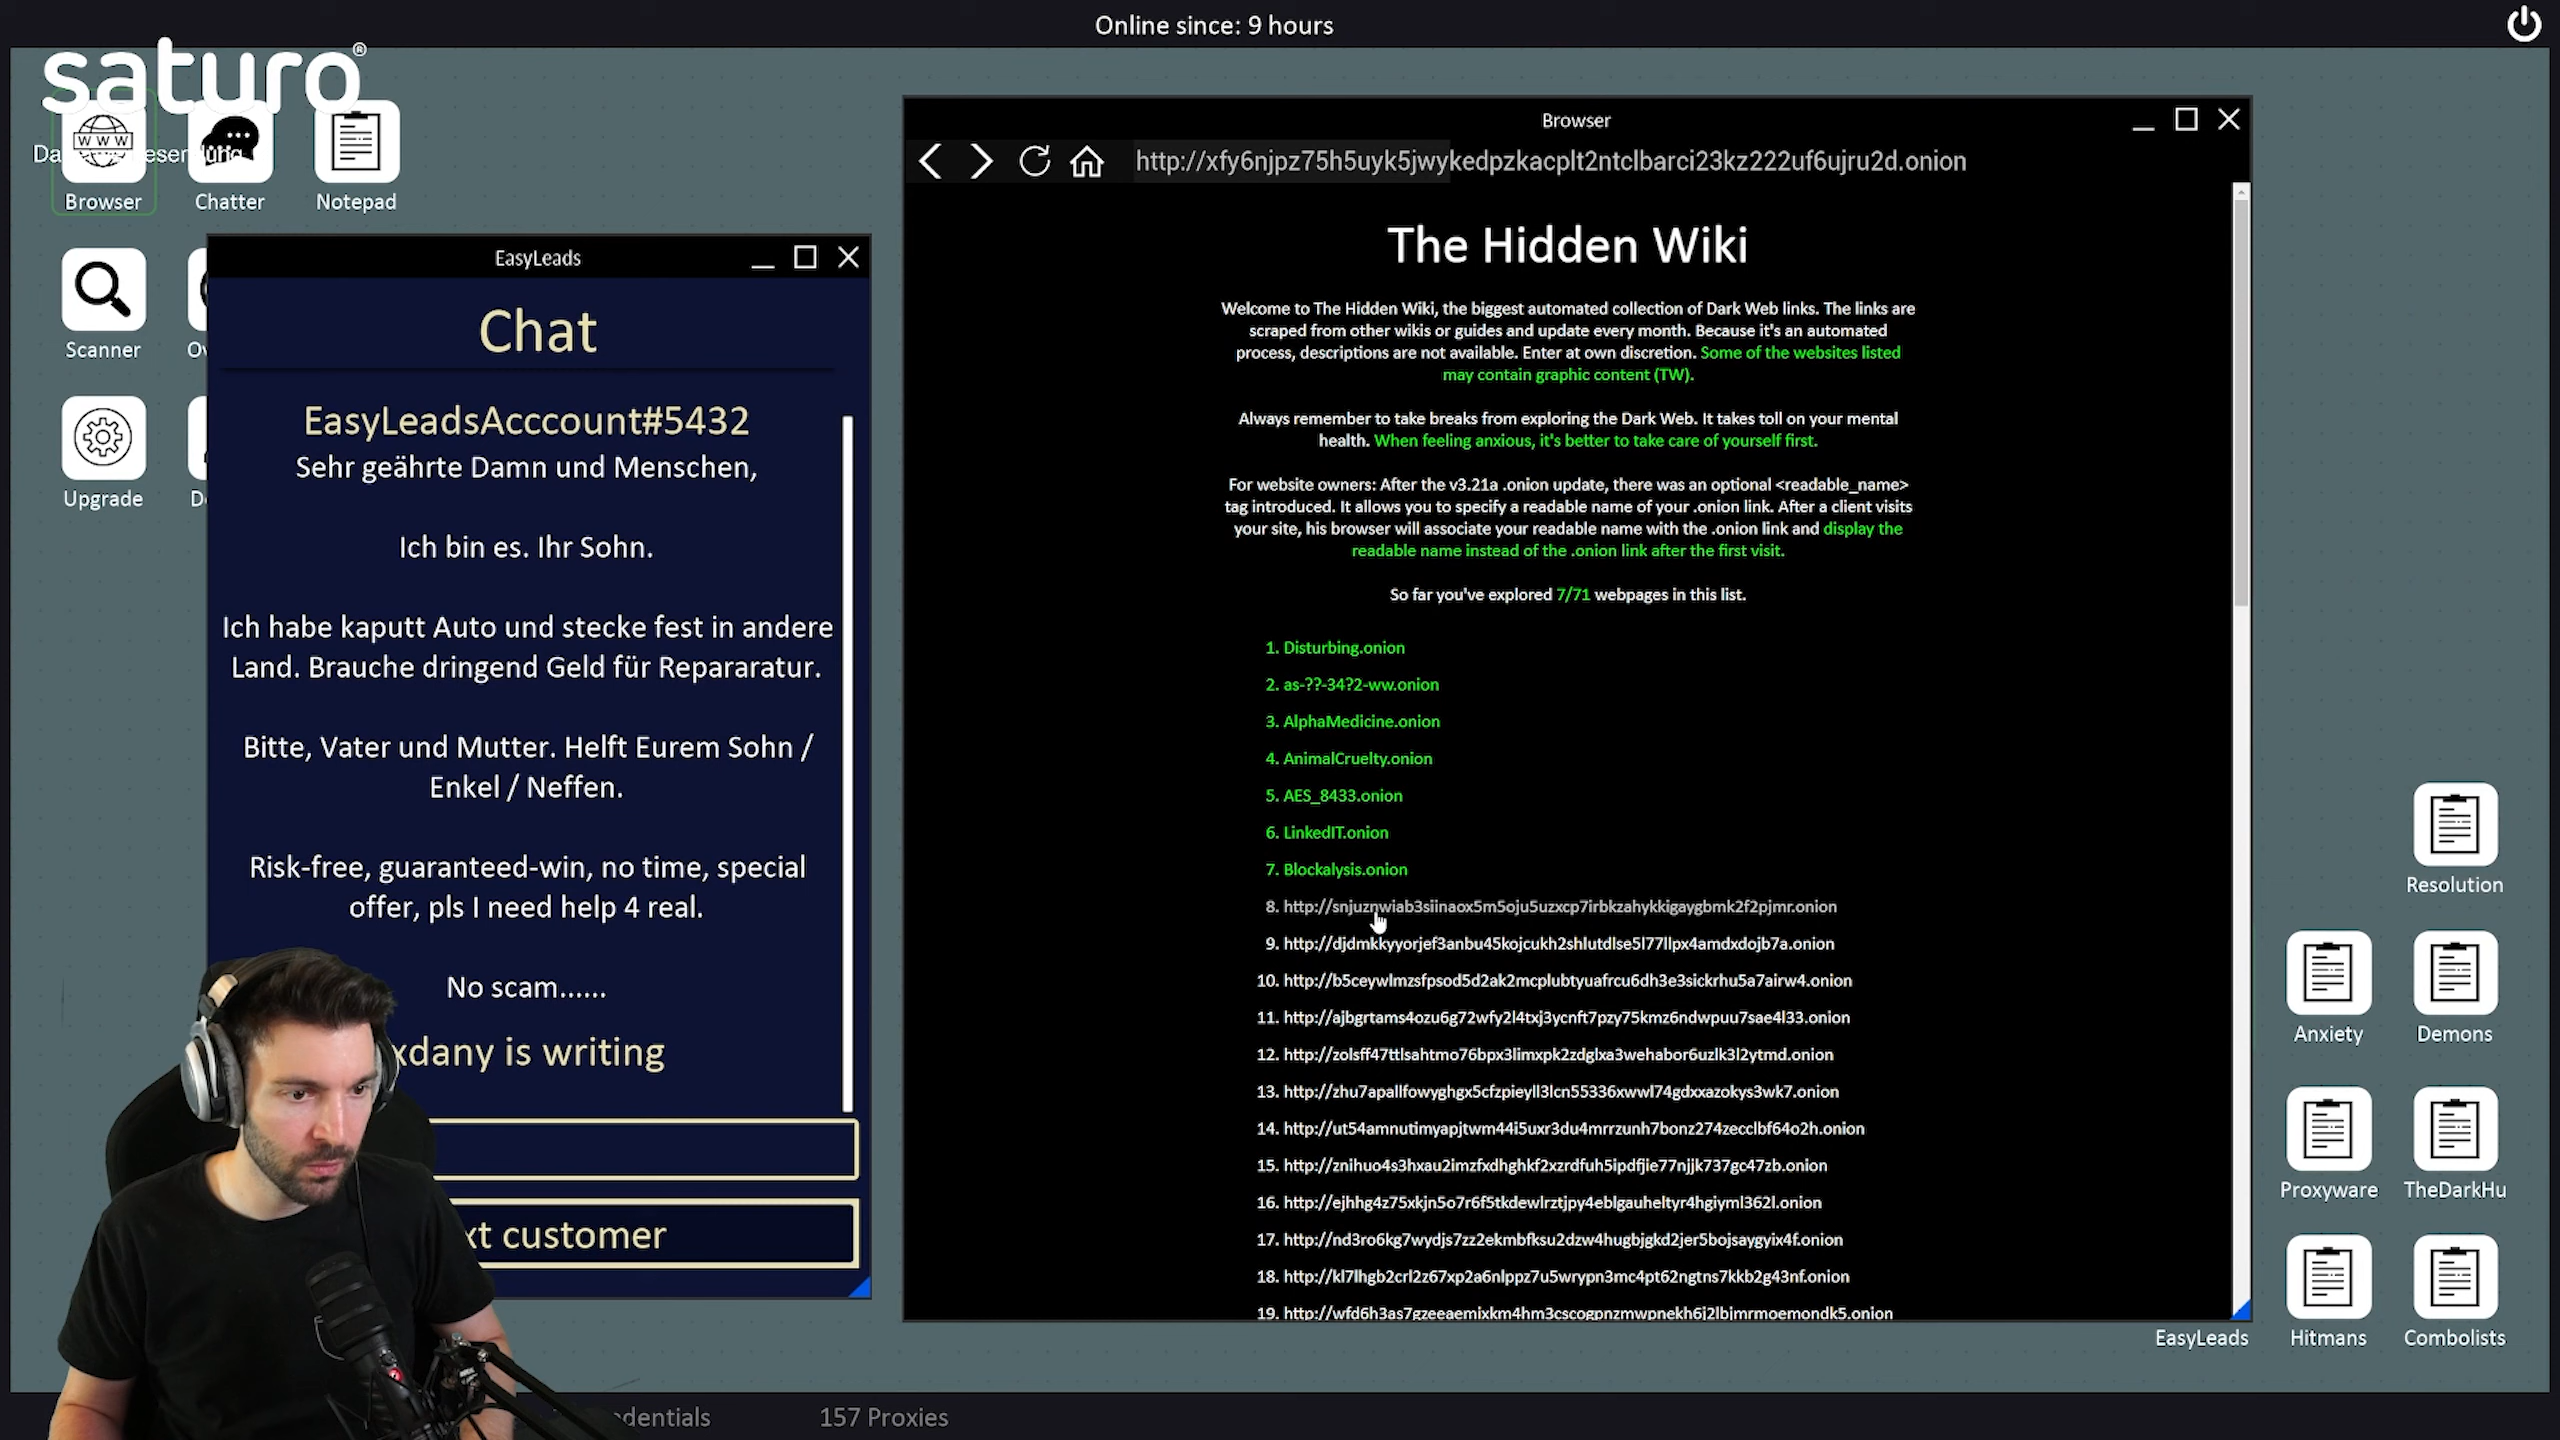 Online since: 9 hours
saturo®
Browser
Chatter
Notepad
Scanner
Upgrade
EasyLeads
Chat
EasyLeadsAcccount#5432
Sehr geährte Damn und Menschen,
Ich bin es. Ihr Sohn.
Ich habe kaputt Auto und stecke fest in andere
Land. Brauche dringend Geld für Repararatur.
Bitte, Vater und Mutter. Helft Eurem Sohn /
Enkel / Neffen.
Risk-free, guaranteed-win, no time, special
offer, pls I need help 4 real.
No scam......
xdany is writing
xt customer
Browser
http://xfy6njpz75h5uyk5jwykedpzkacplt2ntclbarci23kz222uf6ujru2d.onion
The Hidden Wiki
Welcome to The Hidden Wiki, the biggest automated collection of Dark Web links. The links are
scraped from other wikis or guides and update every month. Because it's an automated
process, descriptions are not available. Enter at own discretion. Some of the websites listed
may contain graphic content (TW).
Always remember to take breaks from exploring the Dark Web. It takes toll on your mental
health. When feeling anxious, it's better to take care of yourself first.
For website owners: After the v3.21a .onion update, there was an optional <readable_name>
tag introduced. It allows you to specify a readable name of your .onion link. After a client visits
your site, his browser will associate your readable name with the .onion link and display the
readable name instead of the .onion link after the first visit.
So far you've explored 7/71 webpages in this list.
1. Disturbing.onion
2. as-??-34?2-ww.onion
3. AlphaMedicine.onion
4. AnimalCruelty.onion
5. AES_8433.onion
6. LinkedIT.onion
7. Blockalysis.onion
8. http://snjuznwiab3siinaox5m5oju5uzxcp7irbkzahykkigaygbmk2f2pjmr.onion
9. http://djdmkkyyorjef3anbu45kojcukh2shlutdlse5l77llpx4amdxdojb7a.onion
10. http://b5ceywlmzsfpsod5d2ak2mcplubtyuafrcu6dh3e3sickrhu5a7airw4.onion
11. http://ajbgrtams4ozu6g72wfy2l4txj3ycnft7pzy75kmz6ndwpuu7sae4l33.onion
12. http://zolsff47ttlsahtmo76bpx3limxpk2zdglxa3wehabor6uzlk3l2ytmd.onion
13. http://zhu7apallfowyghgx5cfzpieyll3lcn55336xwwl74gdxxazokys3wk7.onion
14. http://ut54amnutimyapjtwm44i5uxr3du4mrrzunh7bonz274zecclbf64o2h.onion
15. http://znihuo4s3hxau2imzfxdhghkf2xzrdfuh5ipdfjie77njjk737gc47zb.onion
16. http://ejhhg4z75xkjn5o7r6f5tkdewlrztjpy4eblgauheltyr4hgiyml362l.onion
17. http://nd3ro6kg7wydjs7zz2ekmbfksu2dzw4hugbjgkd2jer5bojsaygyix4f.onion
18. http://kl7lhgb2crl2z67xp2a6nlppz7u5wrypn3mc4pt62ngtns7kkb2g43nf.onion
19. http://wfd6h3as7gzeeaemixkm4hm3cscogpnzmwpnekh6j2lbjmrmoemondk5.onion
Resolution
Anxiety
Demons
Proxyware
TheDarkHu
EasyLeads
Hitmans
Combolists
dentials
157 Proxies